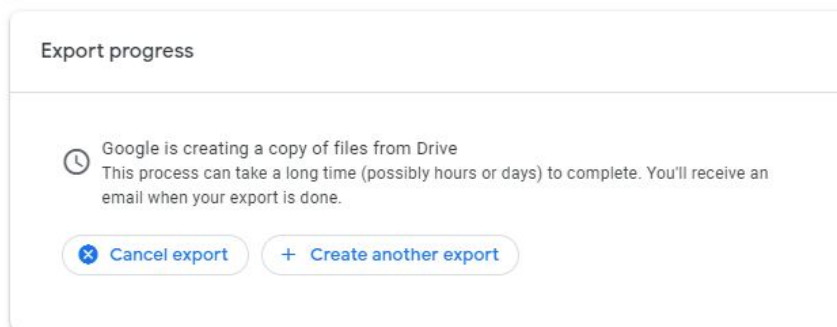 Export progress
Google is creating a copy of files from Drive
This process can take a long time (possibly hours or days) to complete. You'll receive an
email when your export is done.
Cancel export
+ Create another export